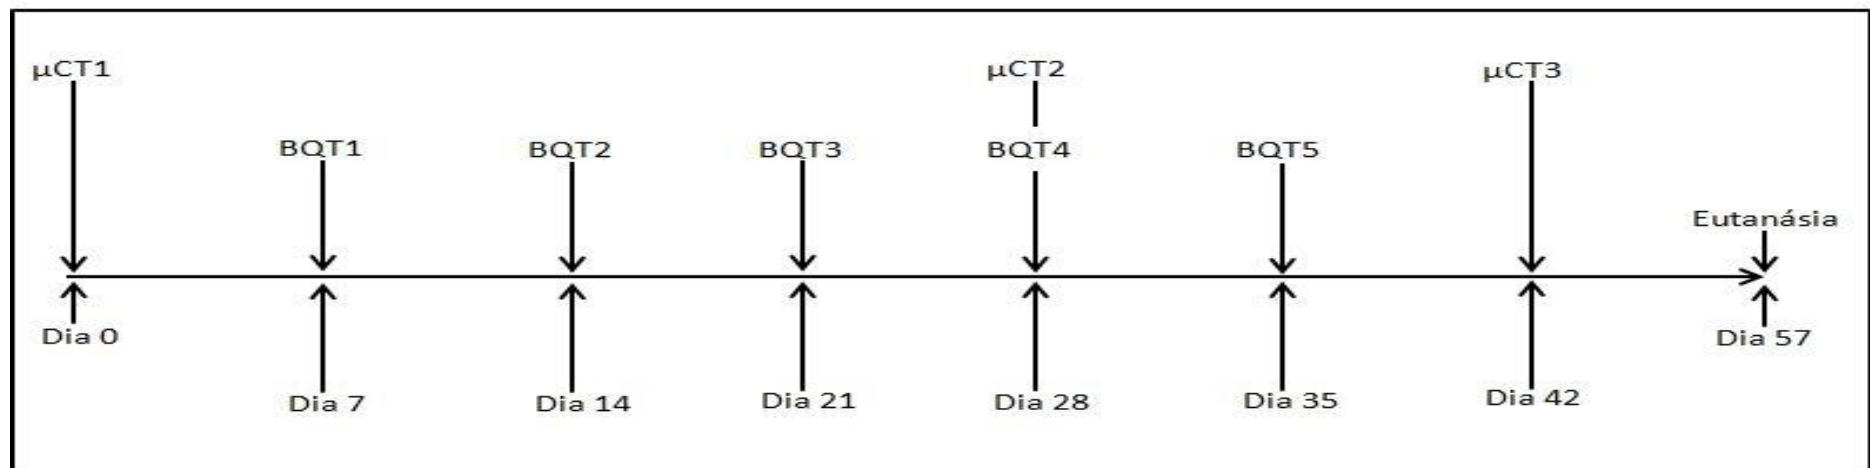 μCT1
μCT2
μCT3
BQT1
BQT2
BQT3
BQT4
BQT5
Eutanásia
Dia 0
Dia 7
Dia 14
Dia 21
Dia 28
Dia 35
Dia 42
Dia 57